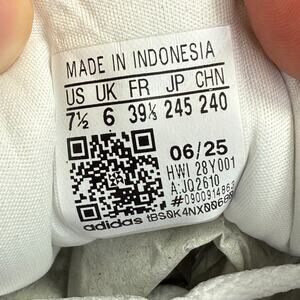 MADE IN INDONESIA
US UK FR JP CHN
7½ 6 39⅓ 245 240
06/25
HWI 28Y001
A:JQ2610
adidas